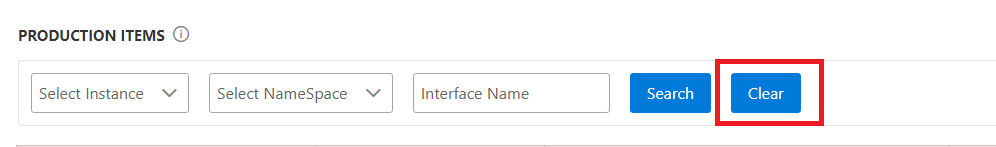 PRODUCTION ITEMS
Select Instance Select NameSpace Interface Name Search Clear